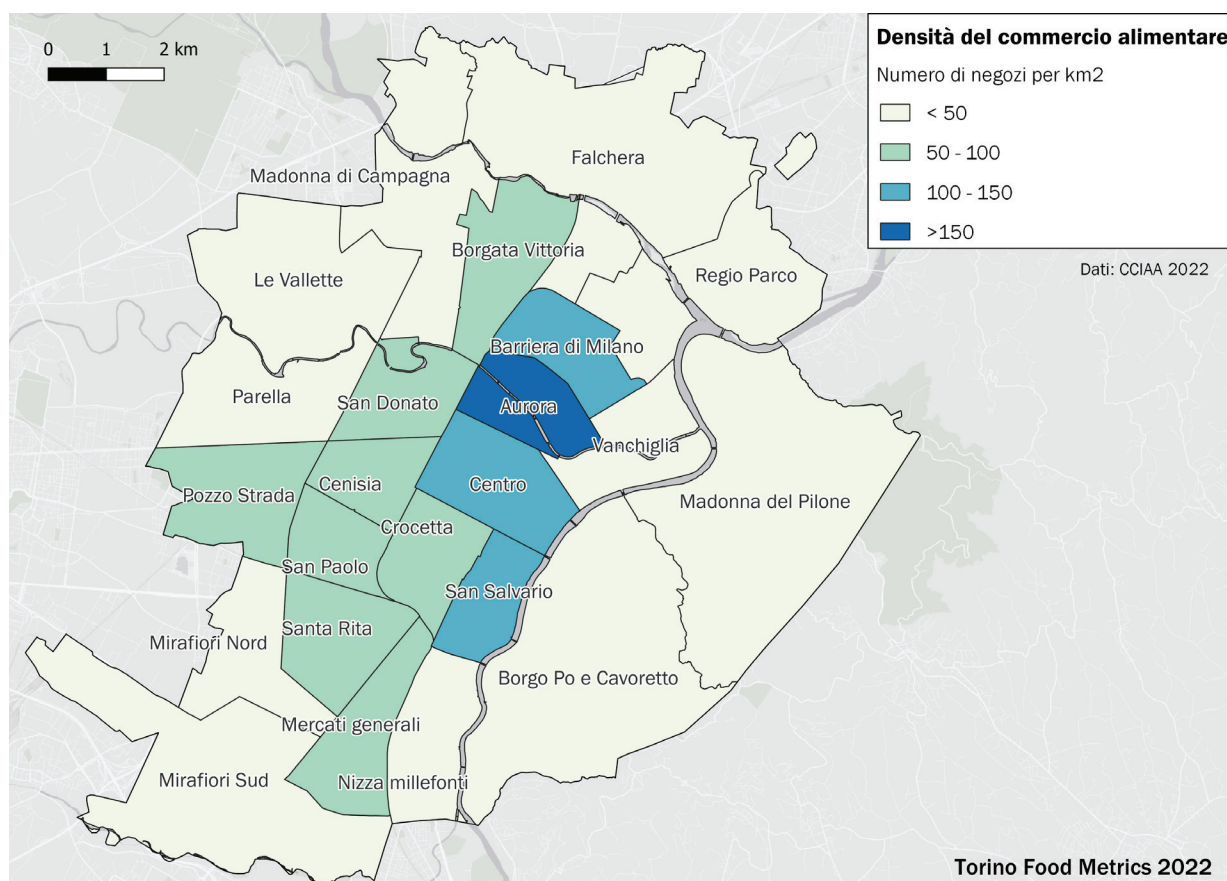 0 1 2 km
Densità del commercio alimentare
Numero di negozi per km2
< 50
50 - 100
100 - 150
>150
Dati: CCIAA 2022
Falchera
Madonna di Campagna
Borgata Vittoria
Le Vallette
Regio Parco
Barriera di Milano
Parella
San Donato
Aurora
Vanchiglia
Pozzo Strada
Cenisia
Centro
Madonna del Pilone
Crocetta
San Paolo
San Salvario
Santa Rita
Mirafiori Nord
Borgo Po e Cavoretto
Mercati generali
Mirafiori Sud
Nizza millefonti
Torino Food Metrics 2022